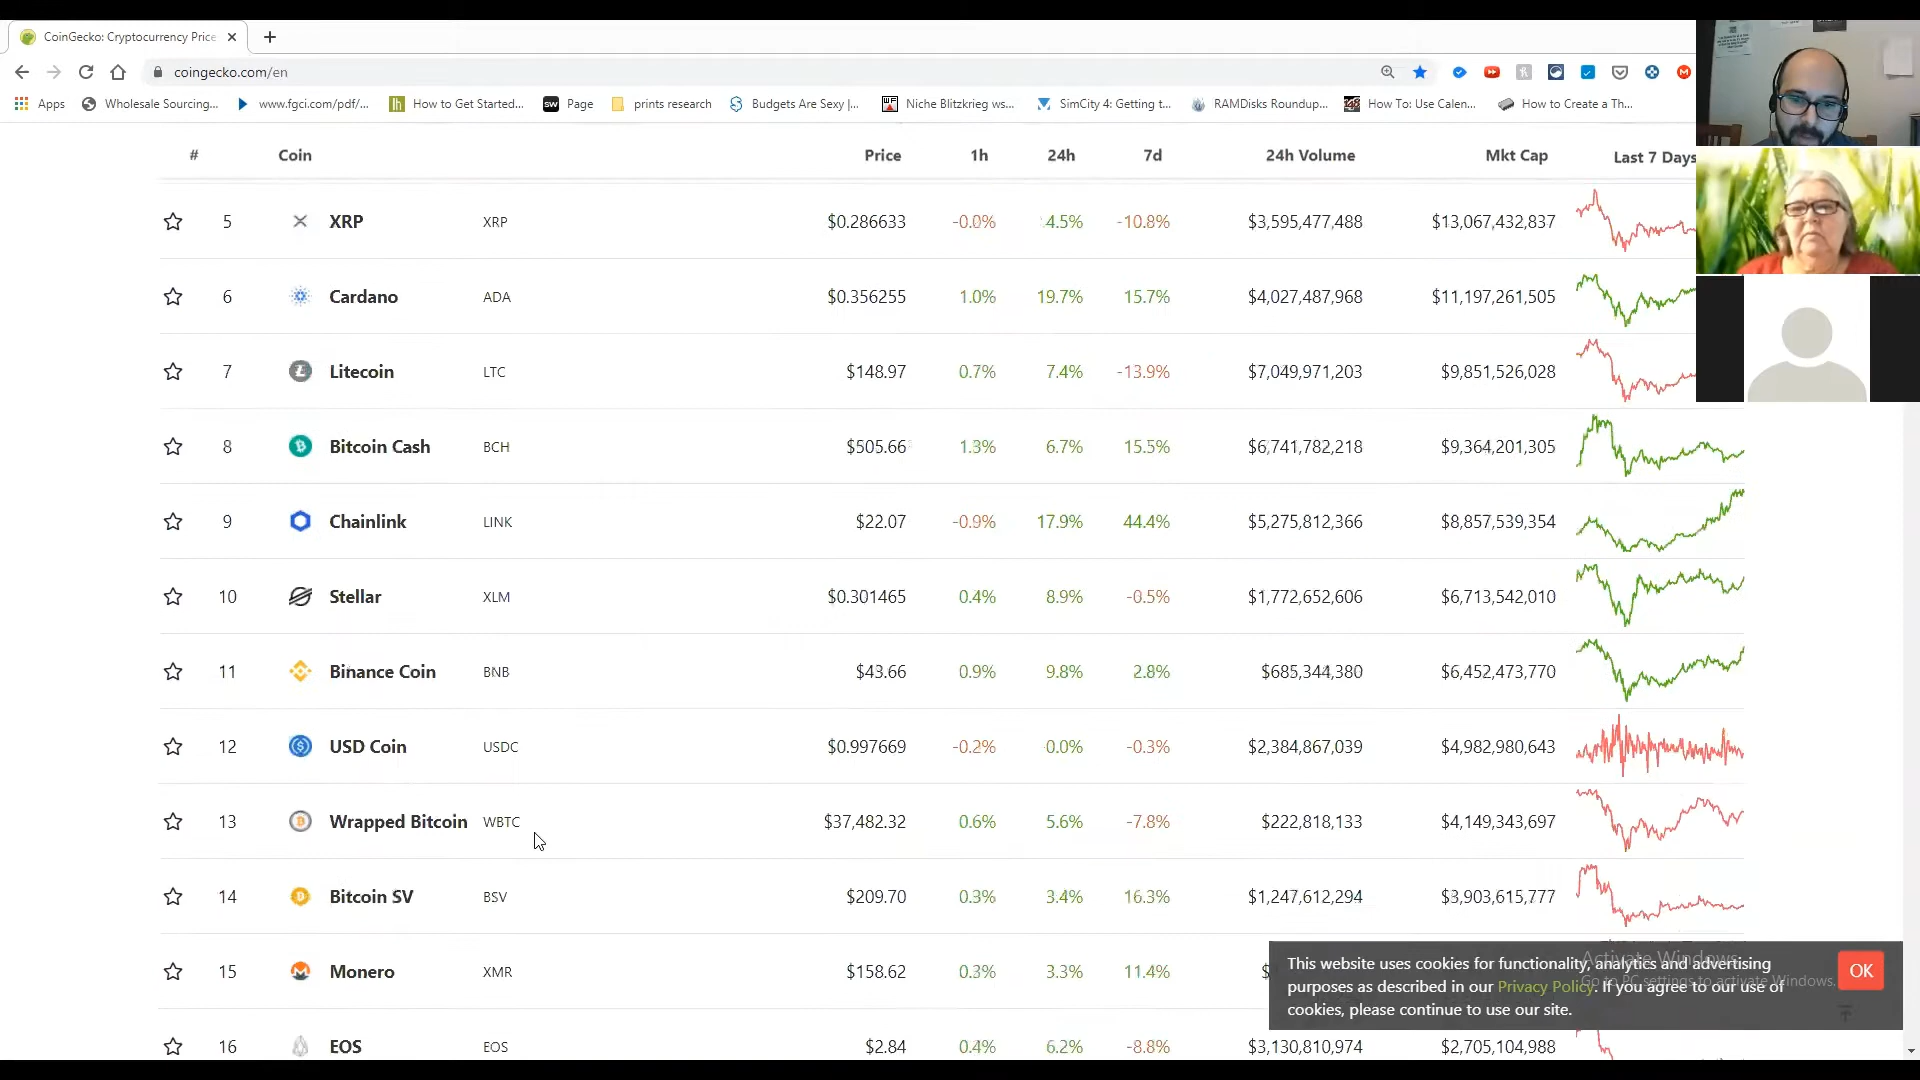 CoinGecko: Cryptocurrency Price
coingecko.com/en
Apps Wholesale Sourcing... www.fgci.com/pdf/... How to Get Started... Page prints research Budgets Are Sexy |... Niche Blitzkrieg ws... SimCity 4: Getting t... RAMDisks Roundup... How To: Use Calen... How to Create a Th...
# Coin Price 1h 24h 7d 24h Volume Mkt Cap Last 7 Days
5 XRP XRP $0.286633 -0.0% 4.5% -10.8% $3,595,477,488 $13,067,432,837
6 Cardano ADA $0.356255 1.0% 19.7% 15.7% $4,027,487,968 $11,197,261,505
7 Litecoin LTC $148.97 0.7% 7.4% -13.9% $7,049,971,203 $9,851,526,028
8 Bitcoin Cash BCH $505.66 1.3% 6.7% 15.5% $6,741,782,218 $9,364,201,305
9 Chainlink LINK $22.07 -0.9% 17.9% 44.4% $5,275,812,366 $8,857,539,354
10 Stellar XLM $0.301465 0.4% 8.9% -0.5% $1,772,652,606 $6,713,542,010
11 Binance Coin BNB $43.66 0.9% 9.8% 2.8% $685,344,380 $6,452,473,770
12 USD Coin USDC $0.997669 -0.2% 0.0% -0.3% $2,384,867,039 $4,982,980,643
13 Wrapped Bitcoin WBTC $37,482.32 0.6% 5.6% -7.8% $222,818,133 $4,149,343,697
14 Bitcoin SV BSV $209.70 0.3% 3.4% 16.3% $1,247,612,294 $3,903,615,777
15 Monero XMR $158.62 0.3% 3.3% 11.4% $
16 EOS EOS $2.84 0.4% 6.2% -8.8% $3,130,810,974 $2,705,104,988
This website uses cookies for functionality, analytics and advertising
purposes as described in our Privacy Policy. If you agree to our use of
cookies, please continue to use our site.
OK
Activate Windows
Go to PC settings to activate Windows.